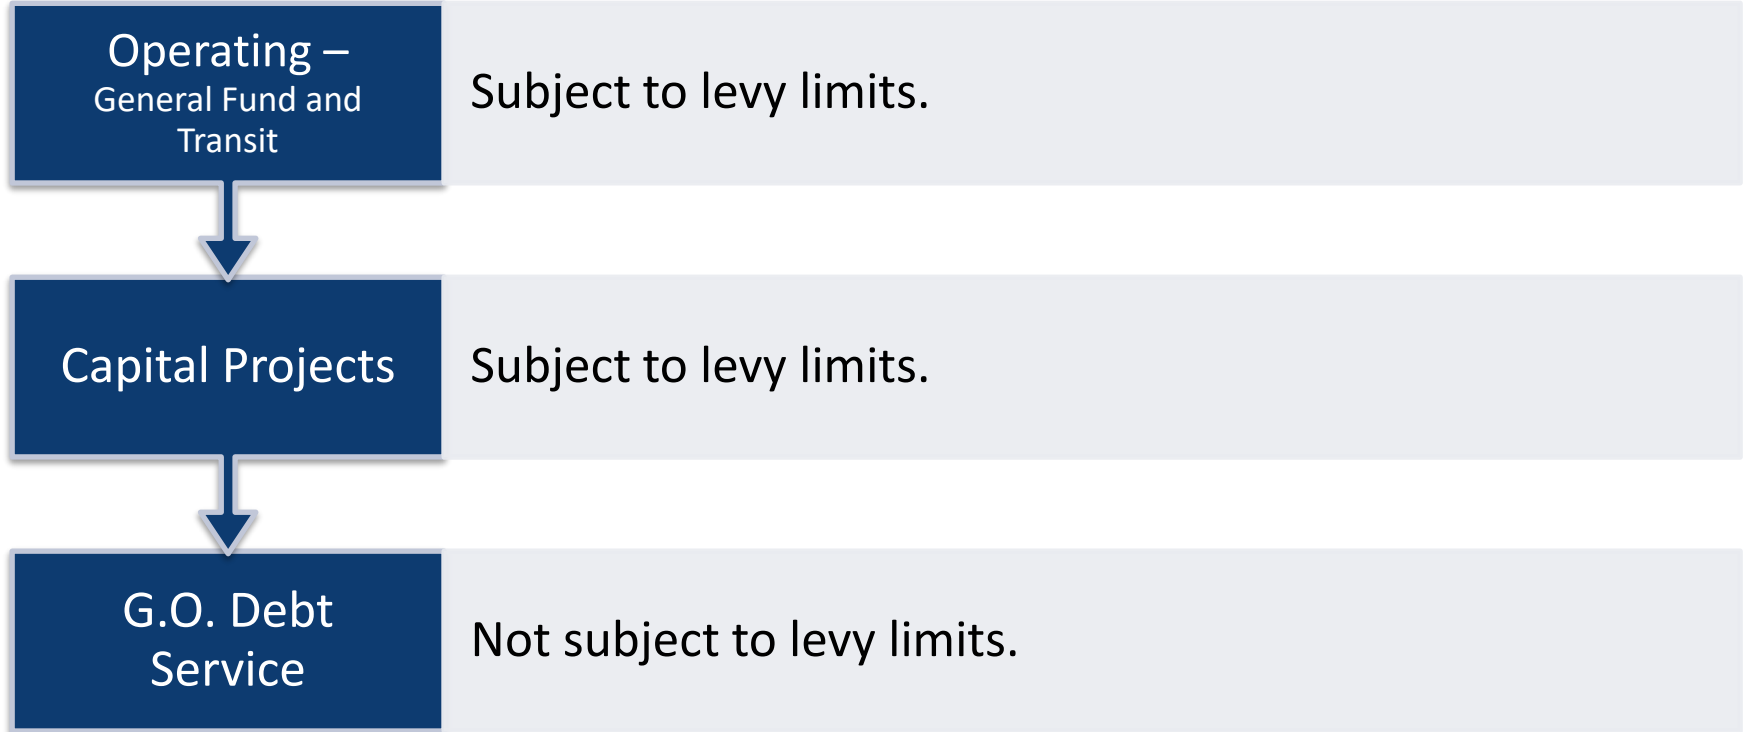 Operating –
General Fund and
Transit
Subject to levy limits.
Capital Projects
Subject to levy limits.
G.O. Debt
Service
Not subject to levy limits.